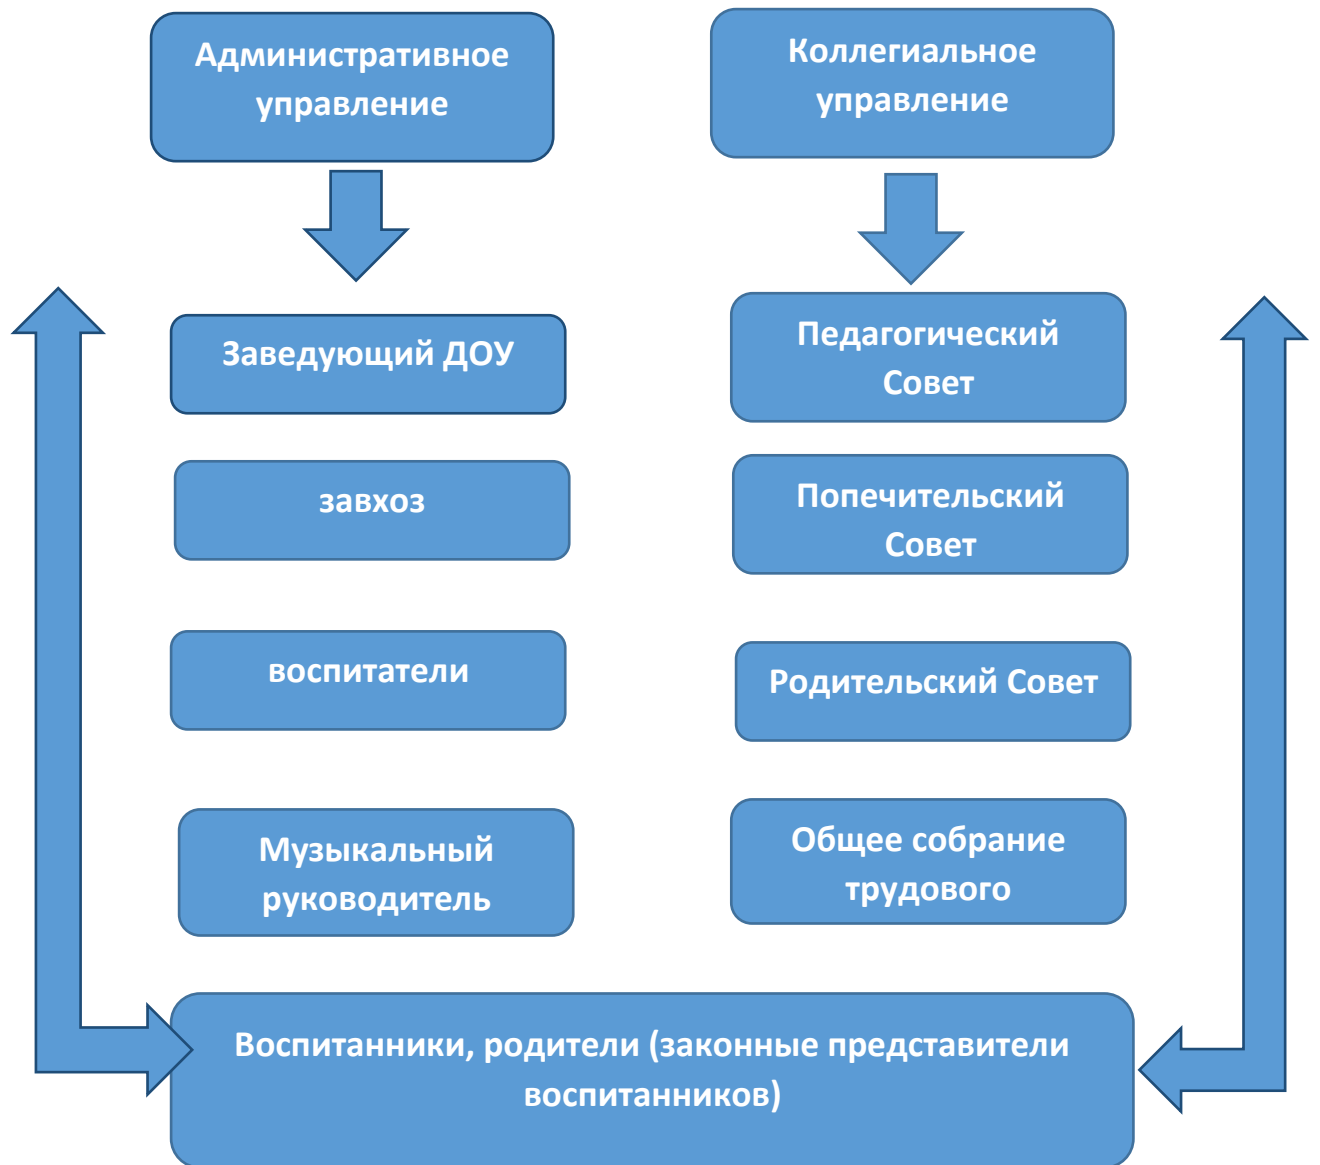 Административное
управление
Коллегиальное
управление
Заведующий ДОУ
завхоз
воспитатели
Музыкальный
руководитель
Педагогический
Совет
Попечительский
Совет
Родительский Совет
Общее собрание
трудового
Воспитанники, родители (законные представители
воспитанников)